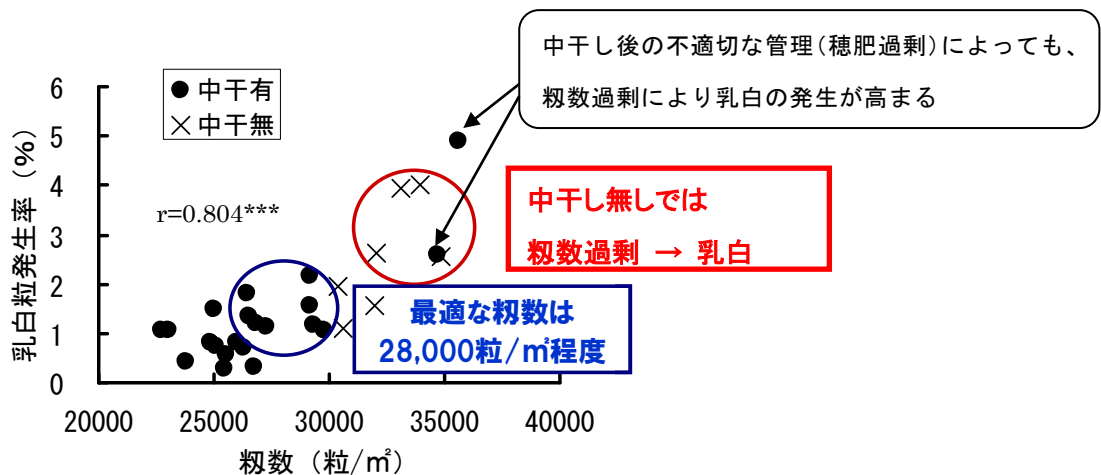 中干し後の不適切な管理(穂肥過剰)によっても、
籾数過剰により乳白の発生が高まる
乳白粒発生率 (%)
6
5
4
3
2
1
0
● 中干有
× 中干無
r=0.804***
中干し無しでは
籾数過剰 → 乳白
最適な籾数は
28,000粒/㎡程度
20000 25000 30000 35000 40000
籾数 (粒/㎡)